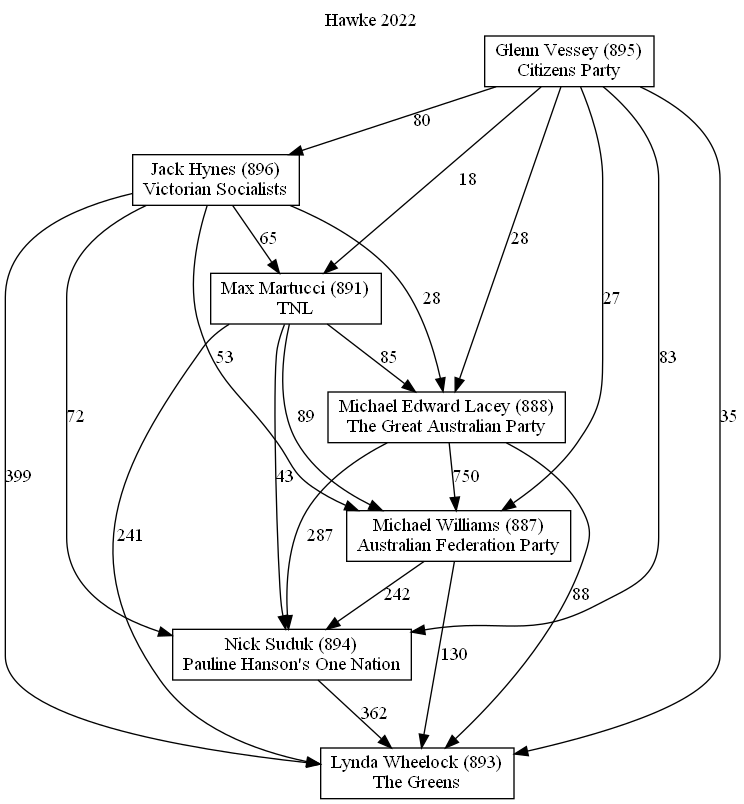 Hawke 2022
Glenn Vessey (895)
Citizens Party
80
Jack Hynes (896)
Victorian Socialists
18
65
28
28
27
Max Martucci (891)
TNL
53
85
83
72
89
35
Michael Edward Lacey (888)
The Great Australian Party
399
43
750
Michael Williams (887)
Australian Federation Party
241
287
242
88
Nick Suduk (894)
Pauline Hanson's One Nation
130
362
Lynda Wheelock (893)
The Greens